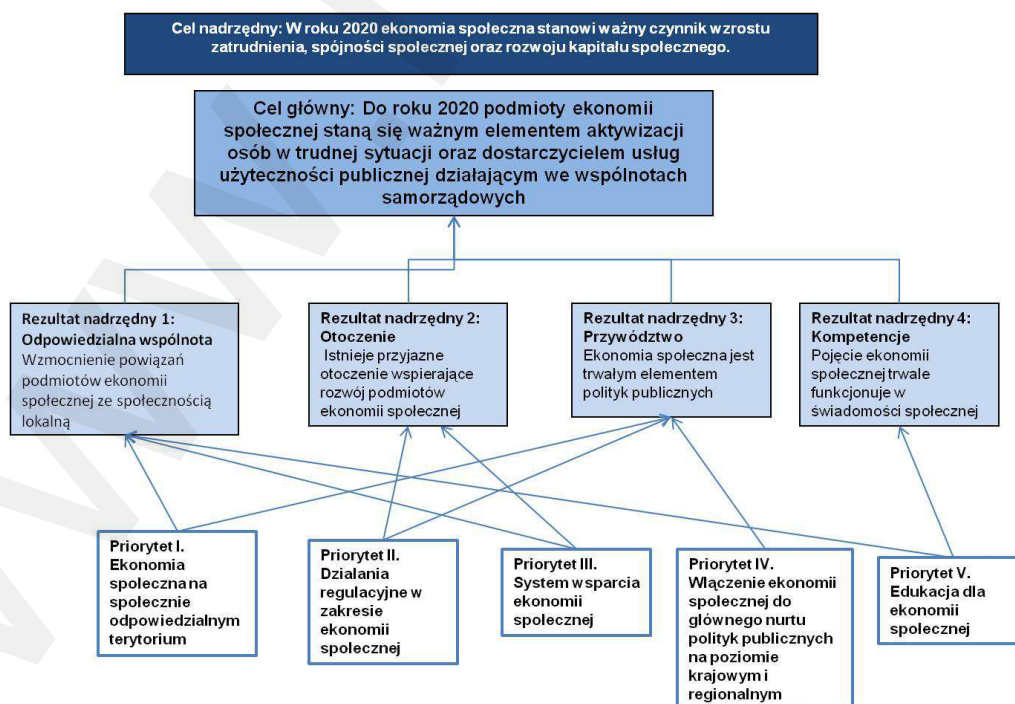 Cel nadrzędny: W roku 2020 ekonomia społeczna stanowi ważny czynnik wzrostu
zatrudnienia, spójności społecznej oraz rozwoju kapitału społecznego.
Cel główny: Do roku 2020 podmioty ekonomii
społecznej staną się ważnym elementem aktywizacji
osób w trudnej sytuacji oraz dostarczycielem usług
użyteczności publicznej działającym we wspólnotach
samorządowych
Rezultat nadrzędny 1:
Odpowiedzialna wspólnota
Wzmocnienie powiązań
podmiotów ekonomii
społecznej ze społecznością
lokalną
Rezultat nadrzędny 2:
Otoczenie
Istnieje przyjazne
otoczenie wspierające
rozwój podmiotów
ekonomii społecznej
Rezultat nadrzędny 3:
Przywództwo
Ekonomia społeczna jest
trwałym elementem
polityk publicznych
Rezultat nadrzędny 4:
Kompetencje
Pojęcie ekonomii
społecznej trwale
funkcjonuje w
świadomości społecznej
Priorytet I.
Ekonomia
społeczna na
społecznie
odpowiedzialnym
terytorium
Priorytet II.
Działania
regulacyjne w
zakresie
ekonomii
społecznej
Priorytet III.
System wsparcia
ekonomii
społecznej
Priorytet IV.
Włączenie ekonomii
społecznej do
głównego nurtu
polityk publicznych
na poziomie
krajowym i
regionalnym
Priorytet V.
Edukacja dla
ekonomii
społecznej